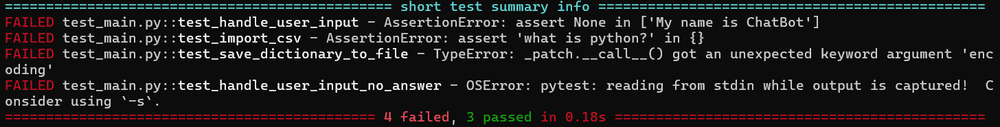 ============================================== short test summary info ==============================================
FAILED test_main.py::test_handle_user_input - AssertionError: assert None in ['My name is ChatBot']
FAILED test_main.py::test_import_csv - AssertionError: assert 'what is python?' in {}
FAILED test_main.py::test_save_dictionary_to_file - TypeError: _patch.__call__() got an unexpected keyword argument 'enc
oding'
FAILED test_main.py::test_handle_user_input_no_answer - OSError: pytest: reading from stdin while output is captured!  C
onsider using `-s`.
============================================ 4 failed, 3 passed in 0.18s ============================================